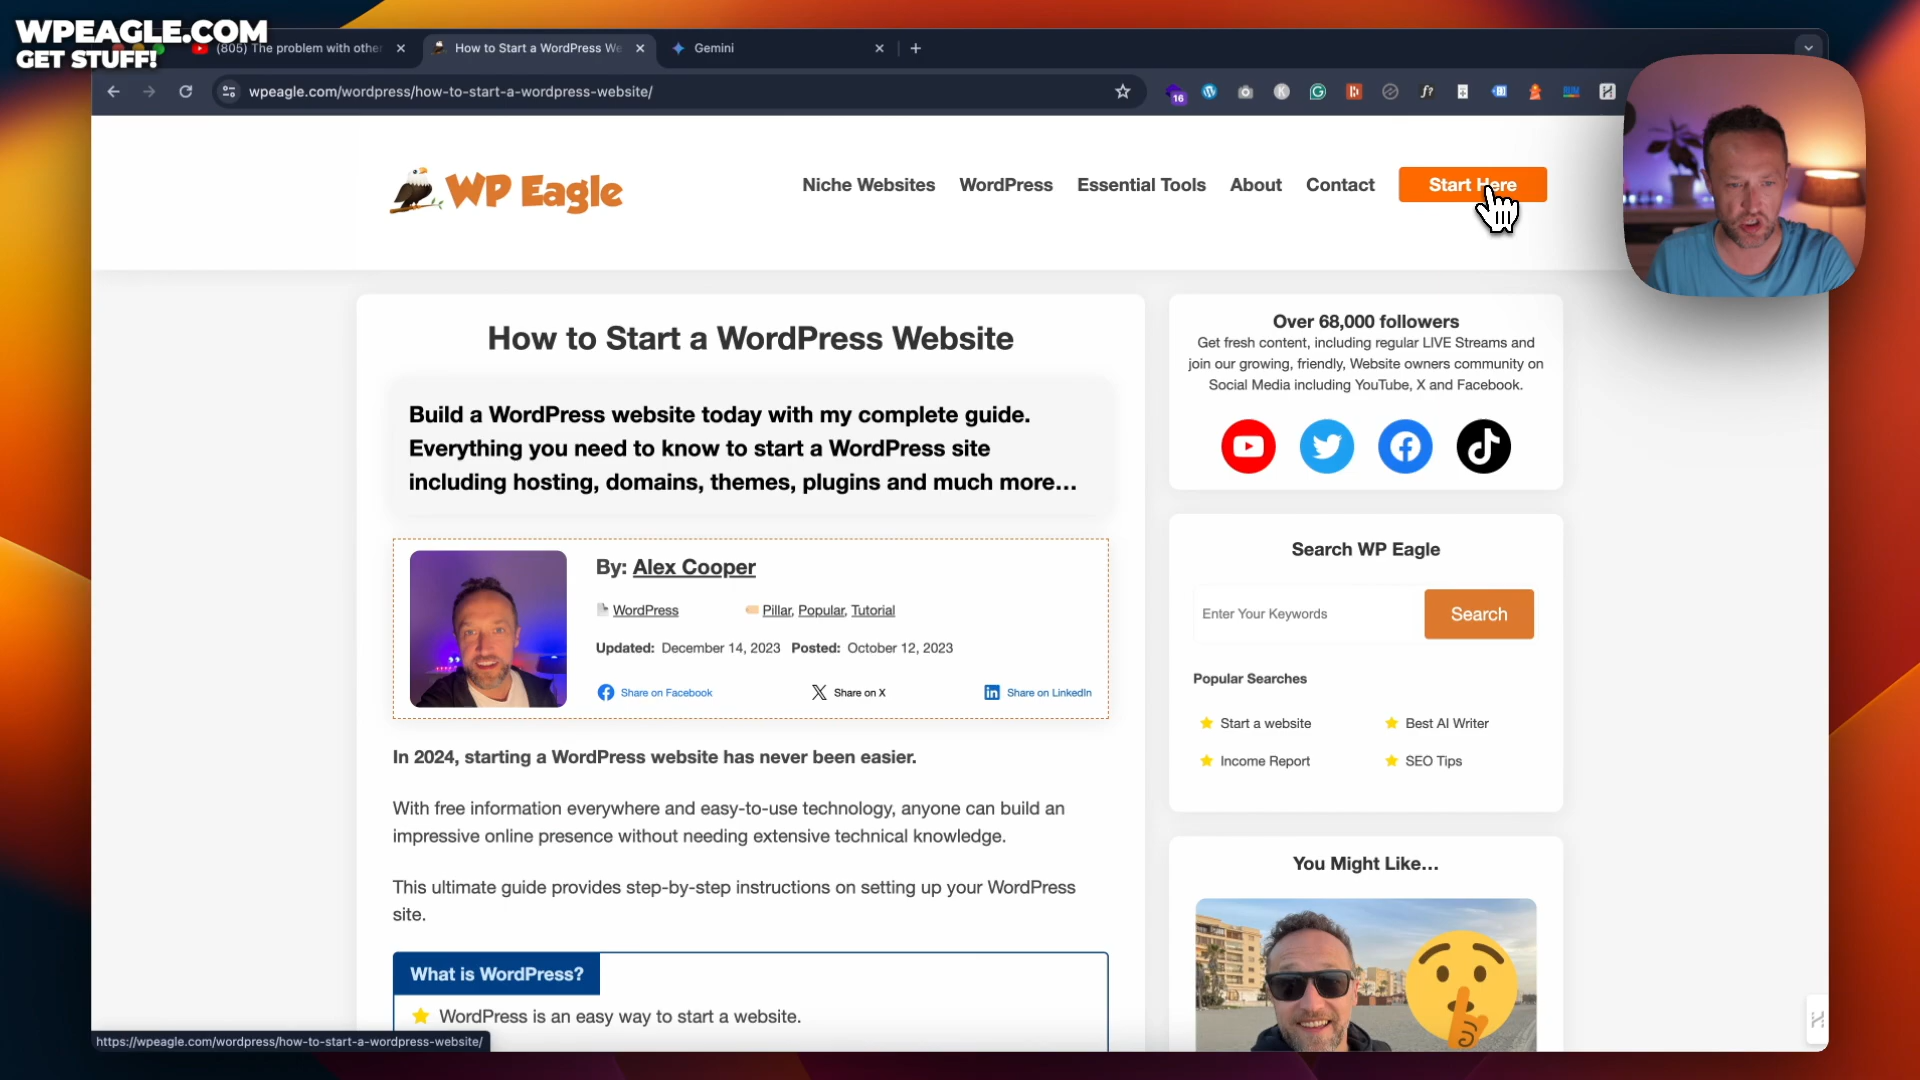 WPEAGLE.COM
GET STUFF!
(805) The problem with other
How to Start a WordPress We
Gemini
wpeagle.com/wordpress/how-to-start-a-wordpress-website/
16
WP Eagle
Niche Websites
WordPress
Essential Tools
About
Contact
Start Here
How to Start a WordPress Website
Build a WordPress website today with my complete guide.
Everything you need to know to start a WordPress site
including hosting, domains, themes, plugins and much more...
By: Alex Cooper
WordPress
Pillar, Popular, Tutorial
Updated: December 14, 2023 Posted: October 12, 2023
Share on Facebook
Share on X
Share on LinkedIn
In 2024, starting a WordPress website has never been easier.
With free information everywhere and easy-to-use technology, anyone can build an
impressive online presence without needing extensive technical knowledge.
This ultimate guide provides step-by-step instructions on setting up your WordPress
site.
What is WordPress?
WordPress is an easy way to start a website.
Over 68,000 followers
Get fresh content, including regular LIVE Streams and
join our growing, friendly, Website owners community on
Social Media including YouTube, X and Facebook.
Search WP Eagle
Enter Your Keywords
Search
Popular Searches
Start a website
Best AI Writer
Income Report
SEO Tips
You Might Like...
https://wpeagle.com/wordpress/how-to-start-a-wordpress-website/